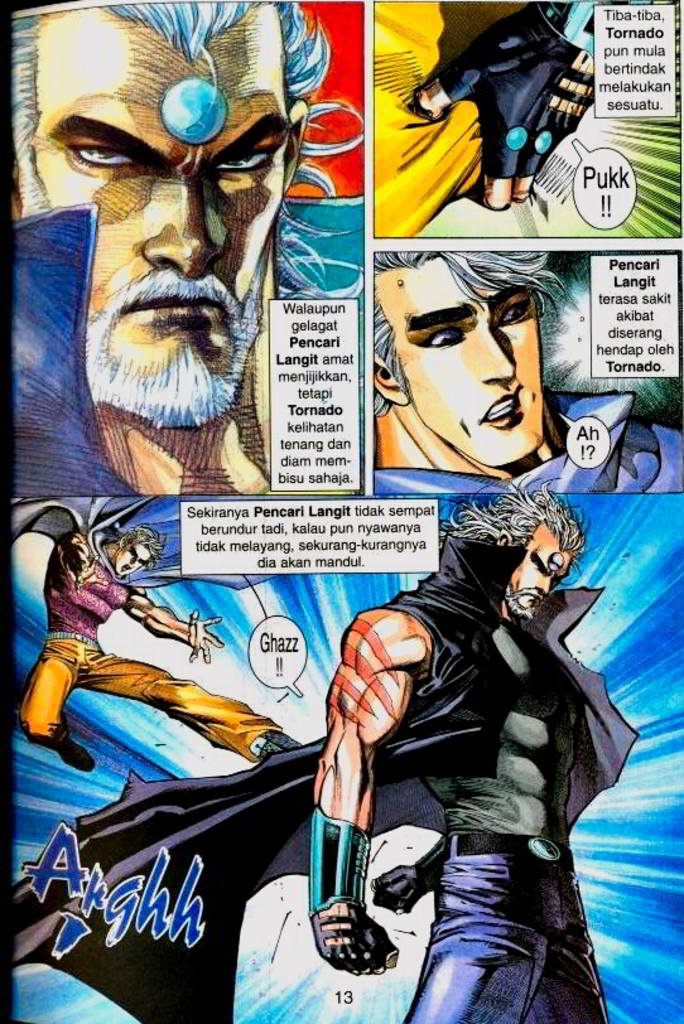 Walaupun
gelagat
Pencari
Langit amat
menjijikkan,
tetapi
Tornado
kelihatan
tenang dan
diam mem-
bisu sahaja.
Tiba-tiba,
Tornado
pun mula
bertindak
melakukan
sesuatu.
Pukk
!!
Pencari
Langit
terasa sakit
akibat
diserang
hendap oleh
Tornado.
Ah
!?
Sekiranya Pencari Langit tidak sempat
berundur tadi, kalau pun nyawanya
tidak melayang, sekurang-kurangnya
dia akan mandul.
Ghazz
!!
Arghh
13